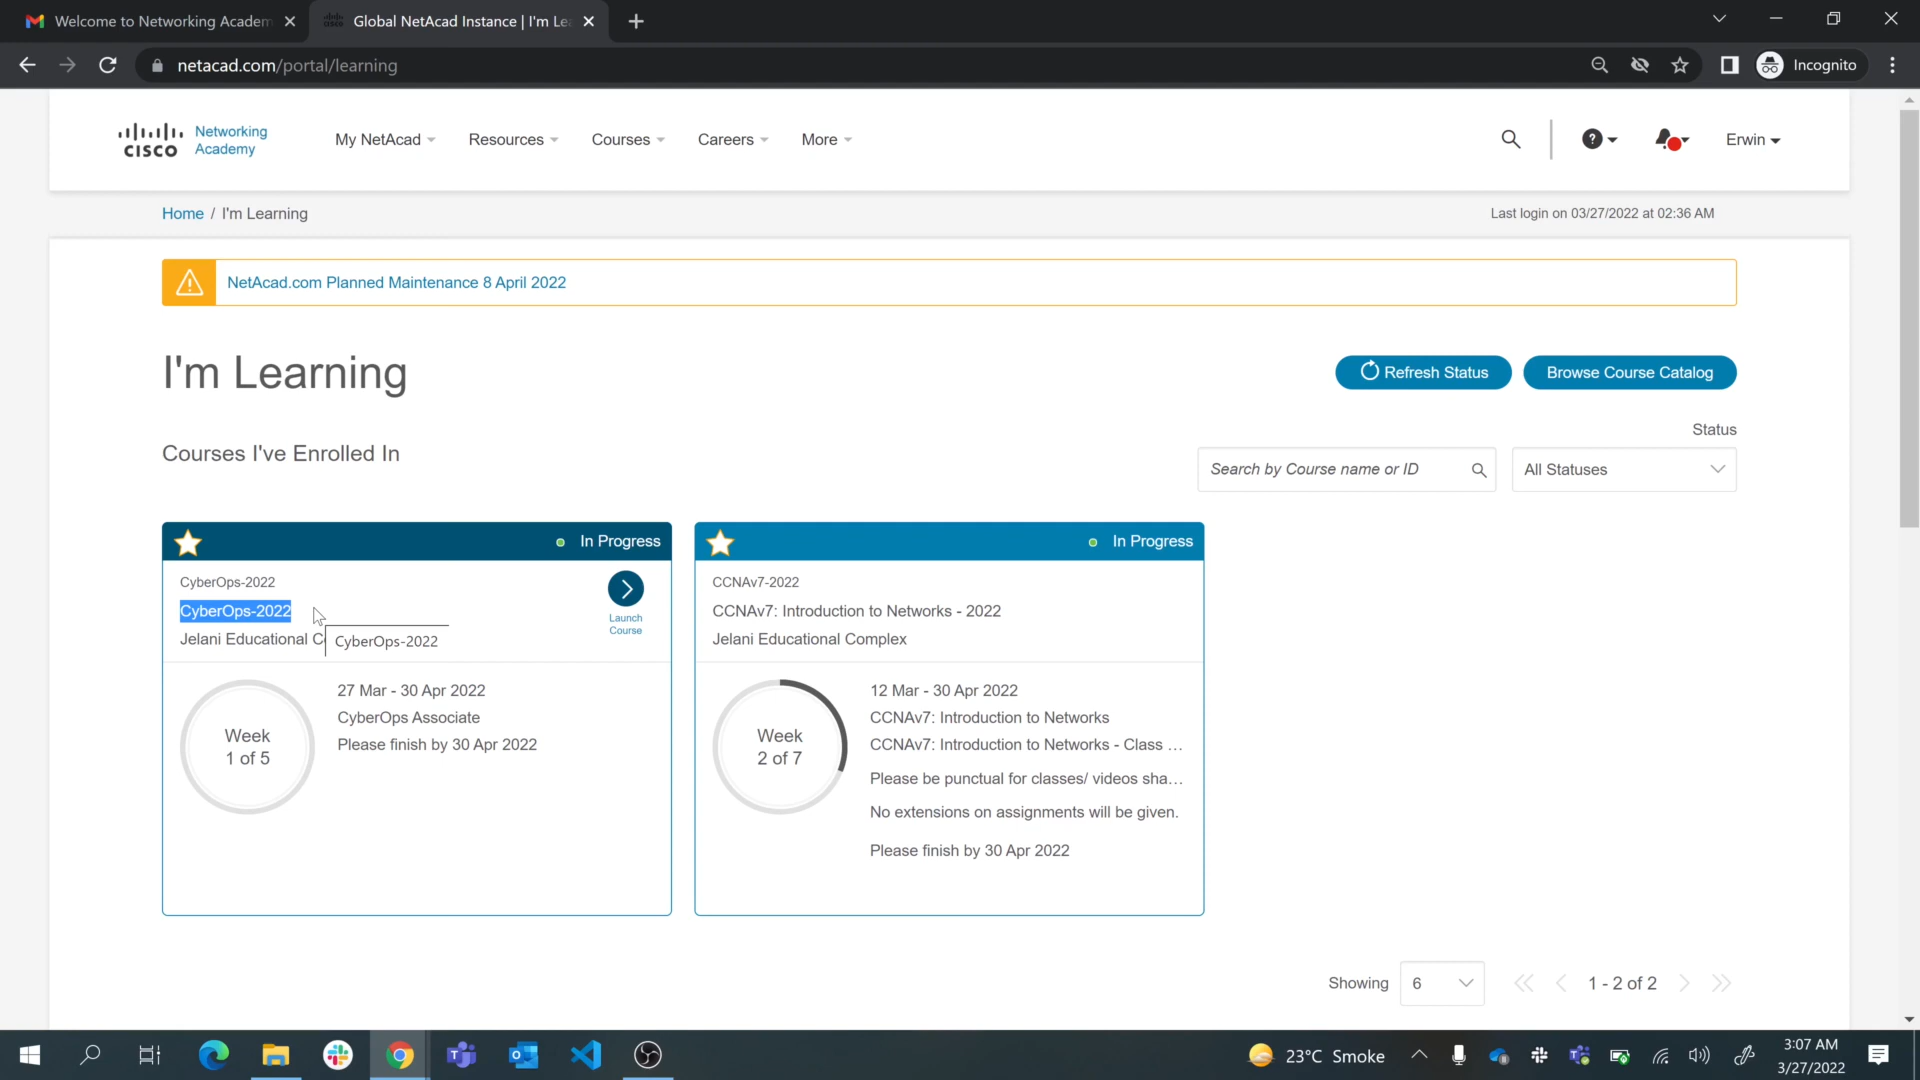 Welcome to Networking Academ
Global NetAcad Instance | I'm Le
netacad.com/portal/learning
Incognito
CISCO
Networking
Academy
My NetAcad
Resources
Courses
Careers
More
Erwin
Home / I'm Learning
Last login on 03/27/2022 at 02:36 AM
NetAcad.com Planned Maintenance 8 April 2022
I'm Learning
Refresh Status
Browse Course Catalog
Status
Courses I've Enrolled In
Search by Course name or ID
All Statuses
In Progress
CyberOps-2022
CyberOps-2022
Jelani Educational C
CyberOps-2022
Launch
Course
Week
1 of 5
27 Mar - 30 Apr 2022
CyberOps Associate
Please finish by 30 Apr 2022
In Progress
CCNAv7-2022
CCNAv7: Introduction to Networks - 2022
Jelani Educational Complex
Week
2 of 7
12 Mar - 30 Apr 2022
CCNAv7: Introduction to Networks
CCNAv7: Introduction to Networks - Class ...
Please be punctual for classes/ videos sha...
No extensions on assignments will be given.
Please finish by 30 Apr 2022
Showing
6
1 - 2 of 2
23°C Smoke
3:07 AM
3/27/2022